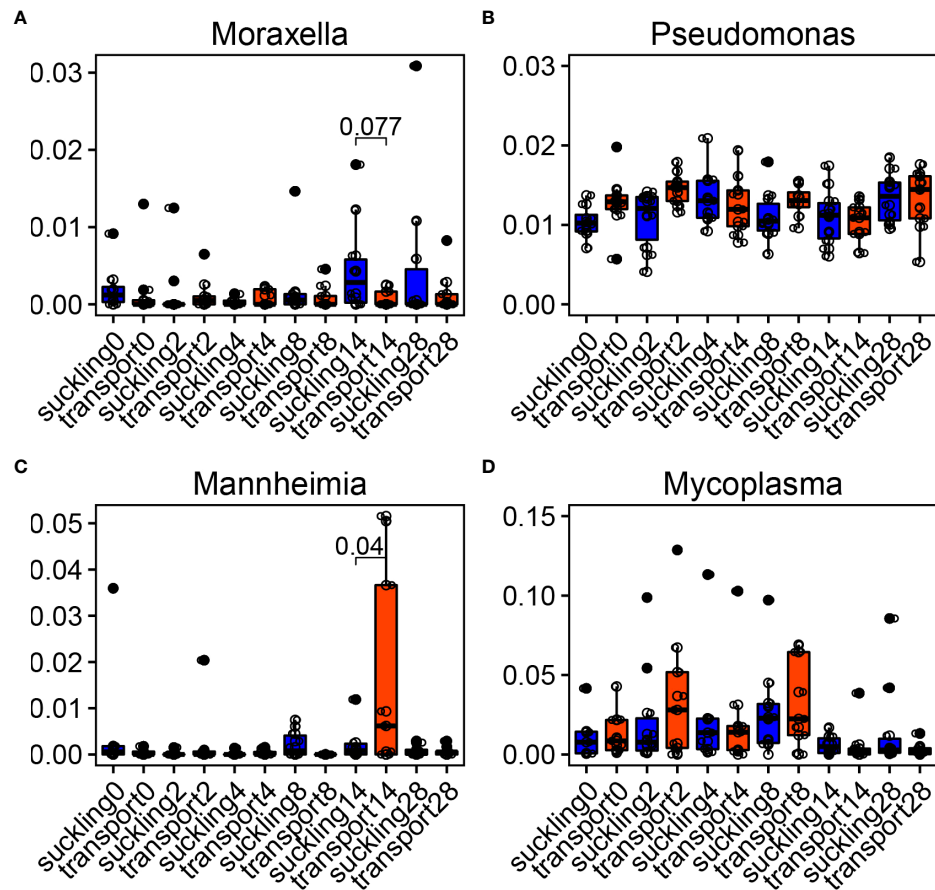 A
Moraxella
0.03
0.02
0.01
0.00
0.077
suckling0
transport0
suckling2
transport2
suckling4
transport4
suckling8
transport8
suckling14
transport14
suckling28
transport28
B
Pseudomonas
0.03
0.02
0.01
0.00
suckling0
transport0
suckling2
transport2
suckling4
transport4
suckling8
transport8
suckling14
transport14
suckling28
transport28
C
Mannheimia
0.05
0.04
0.03
0.02
0.01
0.00
0.04
suckling0
transport0
suckling2
transport2
suckling4
transport4
suckling8
transport8
suckling14
transport14
suckling28
transport28
D
Mycoplasma
0.15
0.10
0.05
0.00
suckling0
transport0
suckling2
transport2
suckling4
transport4
suckling8
transport8
suckling14
transport14
suckling28
transport28